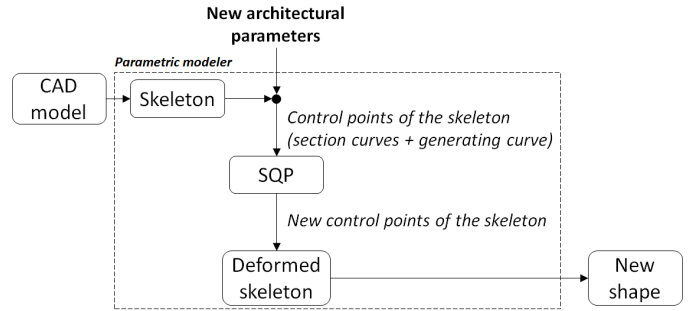 New architectural
parameters
Parametric modeler
CAD
model
Skeleton
Control points of the skeleton
(section curves + generating curve)
SQP
New control points of the skeleton
Deformed
skeleton
New
shape